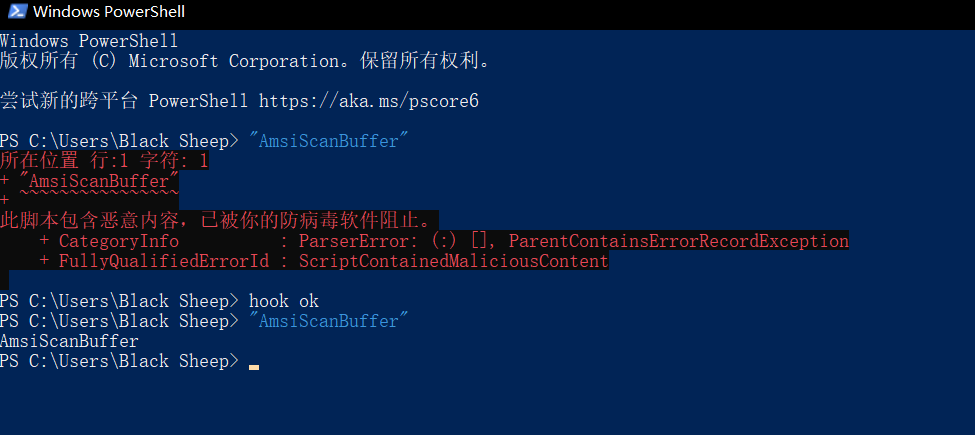 Windows PowerShell
Windows PowerShell
版权所有 (C) Microsoft Corporation。保留所有权利。
尝试新的跨平台 PowerShell https://aka.ms/pscore6
PS C:\Users\Black Sheep> "AmsiScanBuffer"
所在位置 行:1 字符: 1
+ "AmsiScanBuffer"
+ ~~~~~~~~~~~~~~~~
此脚本包含恶意内容，已被你的防病毒软件阻止。
    + CategoryInfo          : ParserError: (:) [], ParentContainsErrorRecordException
    + FullyQualifiedErrorId : ScriptContainedMaliciousContent
PS C:\Users\Black Sheep> hook ok
PS C:\Users\Black Sheep> "AmsiScanBuffer"
AmsiScanBuffer
PS C:\Users\Black Sheep>